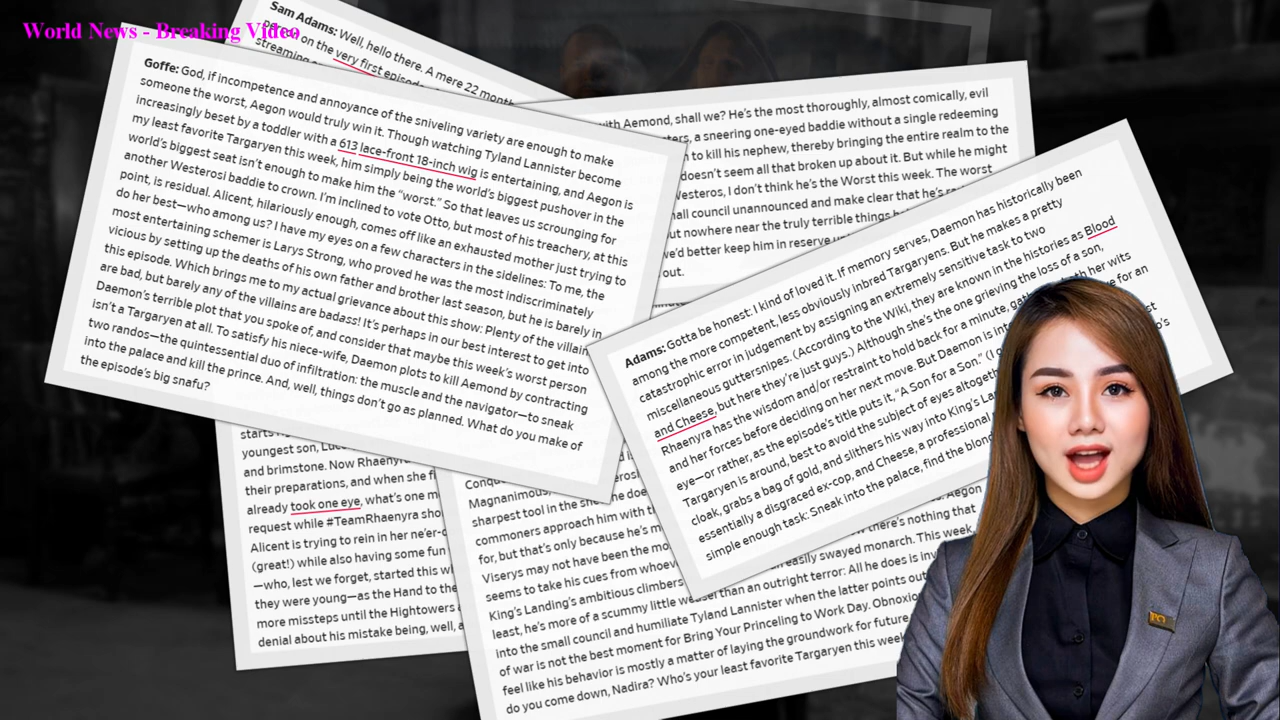 World News - Breaking Video
Sam Adams: Well, hello there. A mere 22 month
on the very first episode
streaming
Goffe: God, if incompetence and annoyance of the sniveling variety are enough to make
someone the worst, Aegon would truly win it. Though watching Tyland Lannister become
increasingly beset by a toddler with a 613 lace-front 18-inch wig is entertaining, and Aegon is
my least favorite Targaryen this week, him simply being the world's biggest pushover in the
world's biggest seat isn't enough to make him the "worst." So that leaves us scrounging for
another Westerosi baddie to crown. I'm inclined to vote Otto, but most of his treachery, at this
point, is residual. Alicent, hilariously enough, comes off like an exhausted mother just trying to
do her best—who among us? I have my eyes on a few characters in the sidelines: To me, the
most entertaining schemer is Larys Strong, who proved he was the most indiscriminately
vicious by setting up the deaths of his own father and brother last season, but he is barely in
this episode. Which brings me to my actual grievance about this show: Plenty of the villains
are bad, but barely any of the villains are badass! It's perhaps in our best interest to get into
Daemon's terrible plot that you spoke of, and consider that maybe this week's worst person
isn't a Targaryen at all. To satisfy his niece-wife, Daemon plots to kill Aemond by contracting
two randos—the quintessential duo of infiltration: the muscle and the navigator—to sneak
into the palace and kill the prince. And, well, things don't go as planned. What do you make of
the episode's big snafu?
with Aemond, shall we? He's the most thoroughly, almost comically, evil
ters, a sneering one-eyed baddie without a single redeeming
n to kill his nephew, thereby bringing the entire realm to the
doesn't seem all that broken up about it. But while he might
Westeros, I don't think he's the Worst this week. The worst
all council unannounced and make clear that he's
ut nowhere near the truly terrible things
we'd better keep him in reserve
out.
Adams: Gotta be honest: I kind of loved it. If memory serves, Daemon has historically been
among the more competent, less obviously inbred Targaryens. But he makes a pretty
catastrophic error in judgement by assigning an extremely sensitive task to two
miscellaneous guttersnipes. (According to the Wiki, they are known in the histories as Blood
and Cheese, but here they're just guys.) Although she's the one grieving the loss of a son,
Rhaenyra has the wisdom and/or restraint to hold back for a minute, her wits
and her forces before deciding on her next move. But Daemon is for an
eye—or rather, as the episode's title puts it, "A Son for a Son." (I
Targaryen is around, best to avoid the subject of eyes
cloak, grabs a bag of gold, and slithers his way into King's
essentially a disgraced ex-cop, and Cheese, a professional
simple enough task: Sneak into the palace, find the
starts
youngest son,
and brimstone. Now
their preparations, and when she
already took one eye, what's one
request while #TeamRhaenyra
Alicent is trying to rein in her
(great!) while also having some fun
—who, lest we forget, started this
they were young—as the Hand to the
more missteps until the Hightowers
denial about his mistake being, well,
Magnanimous,
sharpest tool in the
commoners approach him with
for, but that's only because he's
Viserys may not have been the
seems to take his cues from
King's Landing's ambitious climbers
least, he's more of a scummy little than an outright terror: All he does is
into the small council and humiliate Tyland Lannister when the latter points out
of war is not the best moment for Bring Your Princeling to Work Day.
feel like his behavior is mostly a matter of laying the groundwork for future
do you come down, Nadira? Who's your least favorite Targaryen this week
Aegon
there's nothing that
easily swayed monarch. This week,